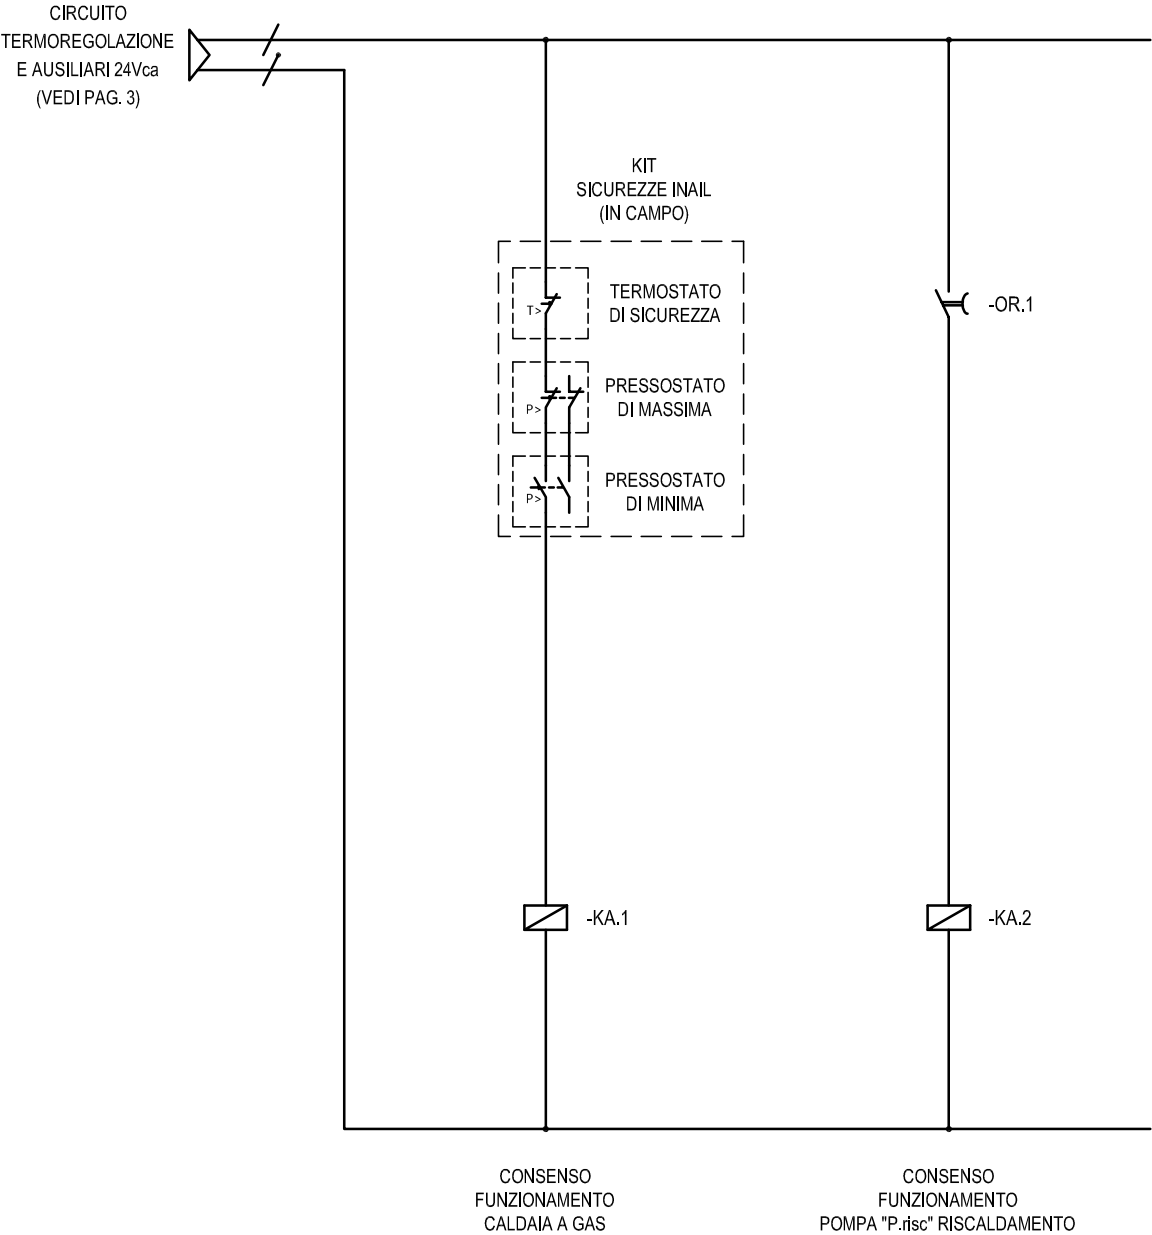 CIRCUITO
TERMOREGOLAZIONE
E AUSILIARI 24Vca
(VEDI PAG. 3)
KIT
SICUREZZE INAIL
(IN CAMPO)
T>
TERMOSTATO
DI SICUREZZA
-OR.1
P>
PRESSOSTATO
DI MASSIMA
P>
PRESSOSTATO
DI MINIMA
-KA.1
-KA.2
CONSENSO
FUNZIONAMENTO
CALDAIA A GAS
CONSENSO
FUNZIONAMENTO
POMPA "P.risc" RISCALDAMENTO